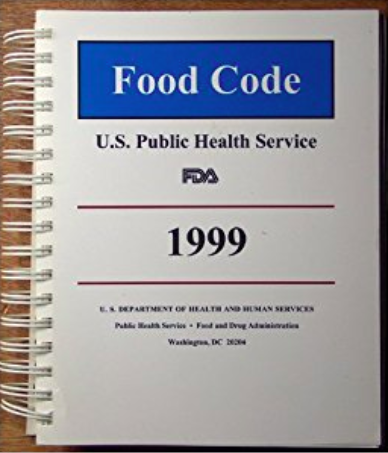 Food Code
U.S. Public Health Service
FDA
1999
U. S. DEPARTMENT OF HEALTH AND HUMAN SERVICES
Public Health Service • Food and Drug Administration
Washington, DC 20204